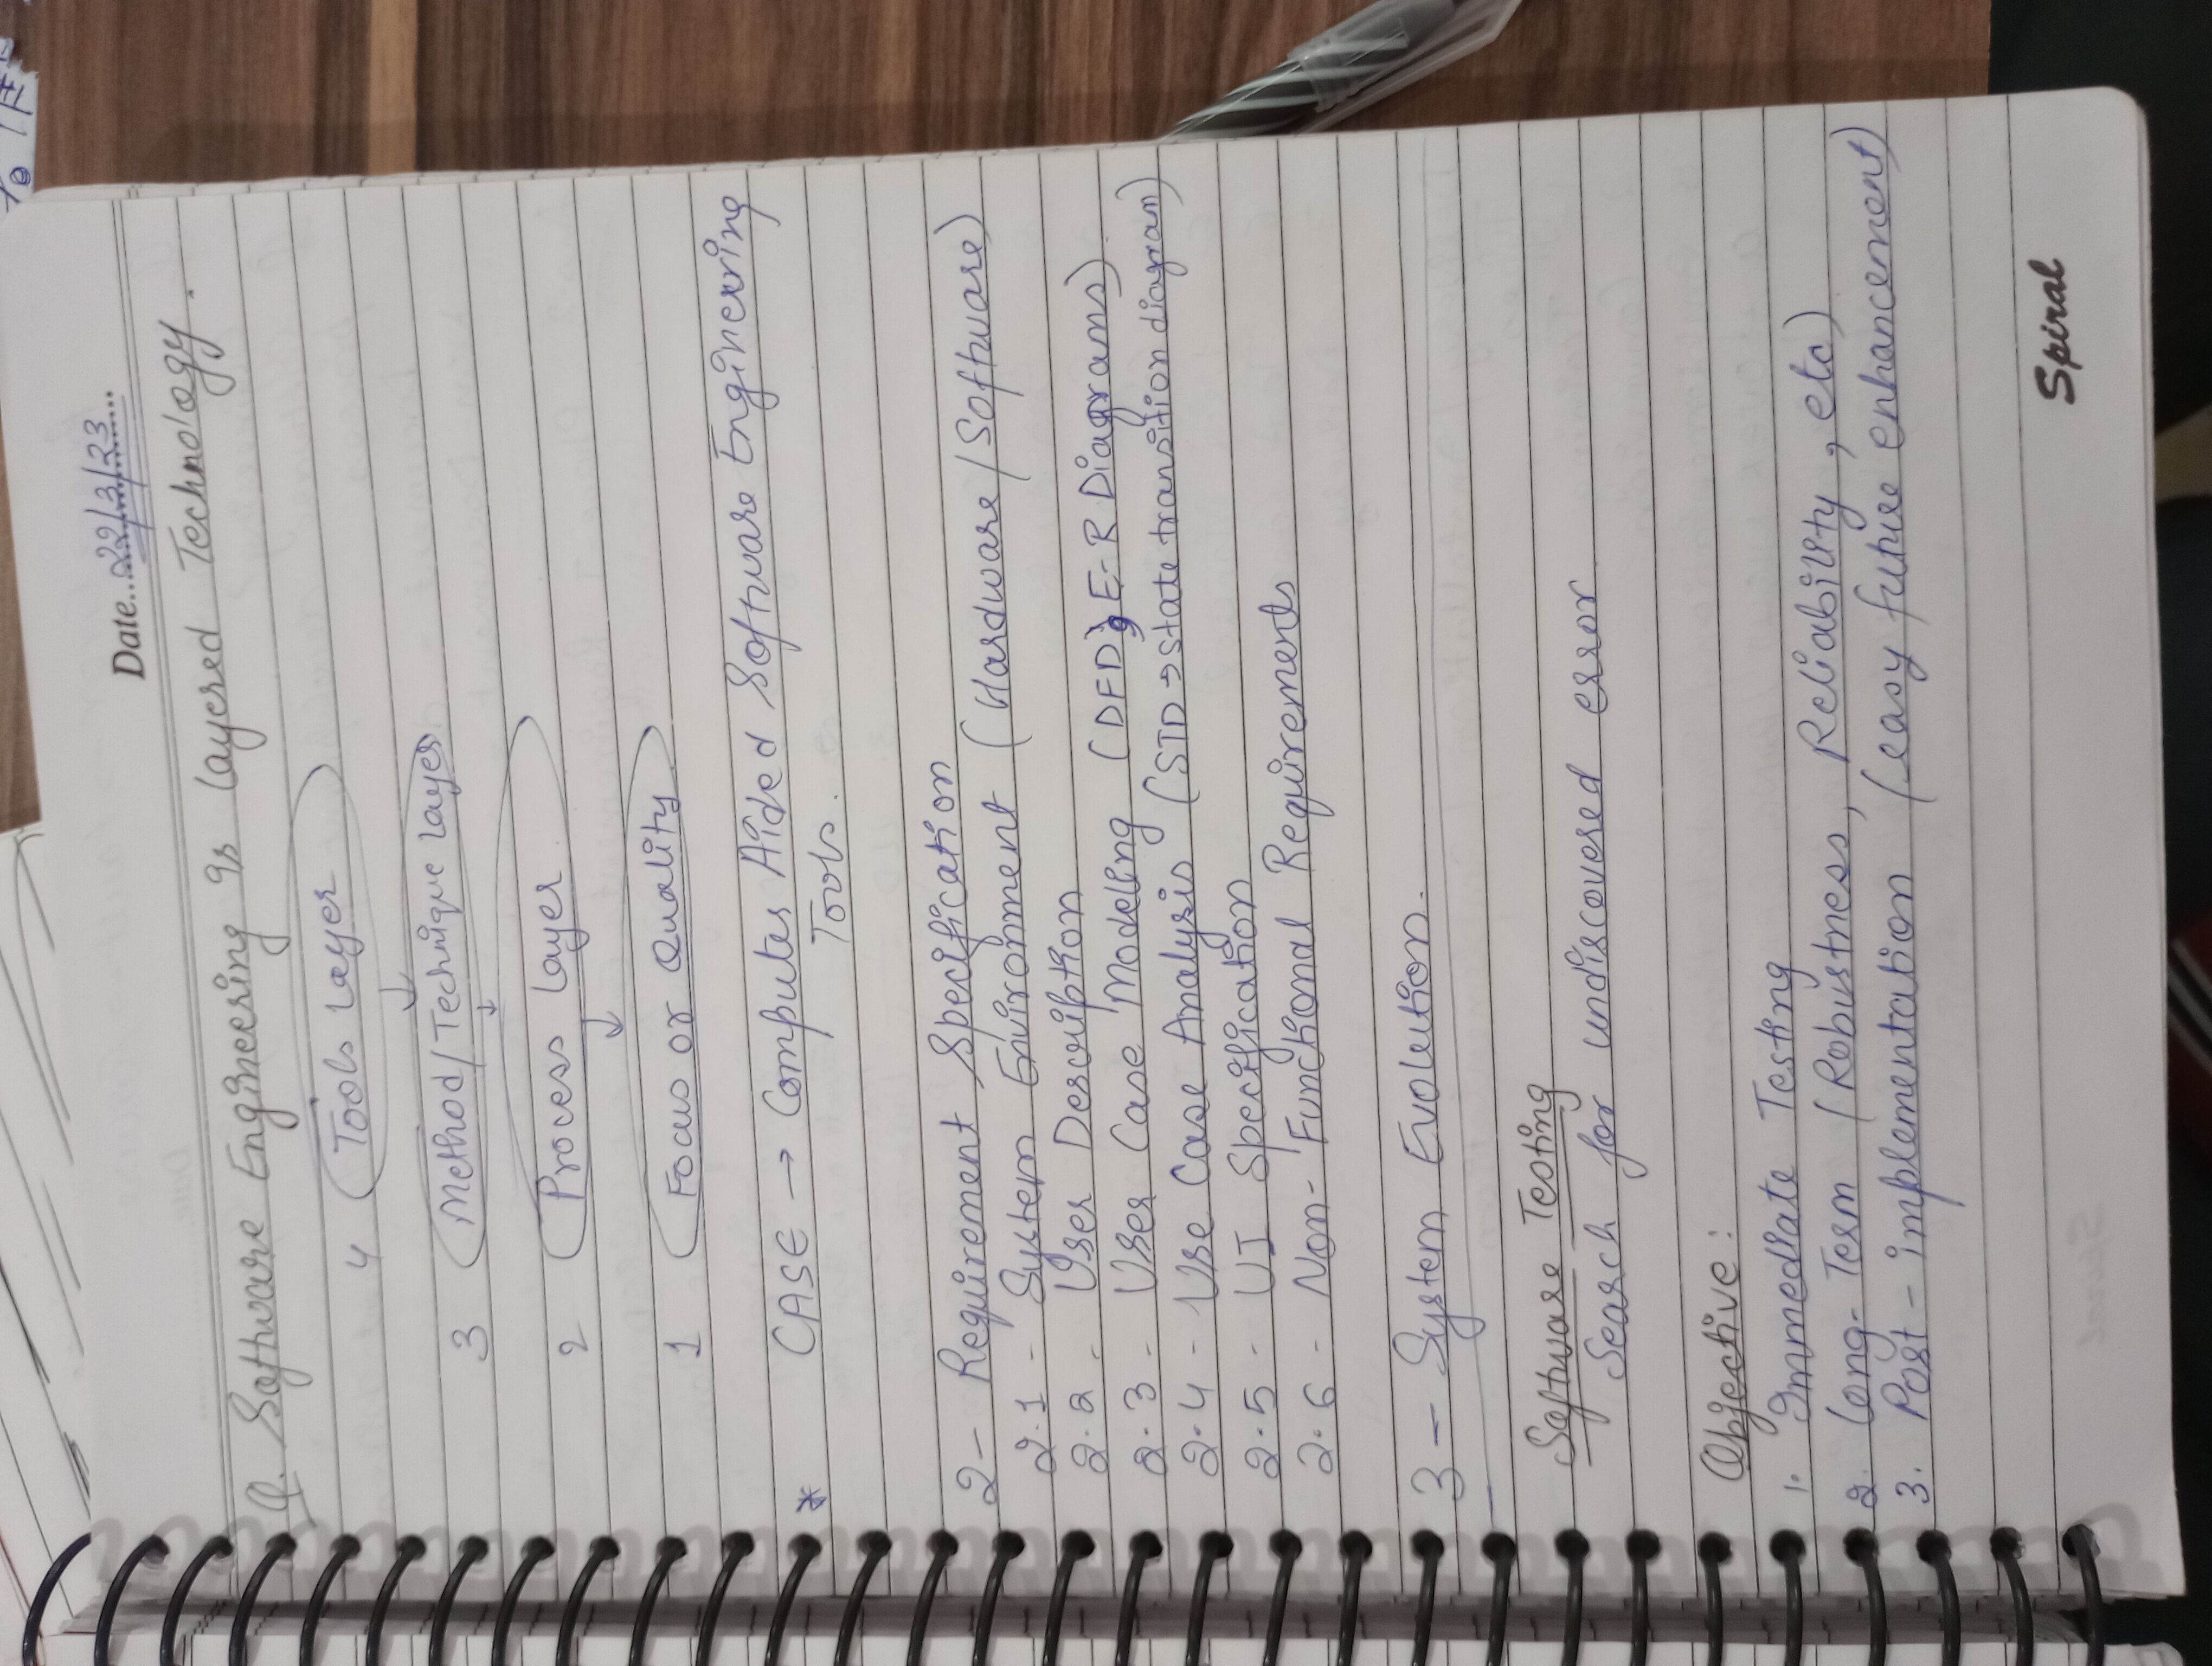 Date..22/3/23
Q. Software Engineering is layered Technology.
4 Tools layer
3 Method/Technique layer
2 Process layer
1 Focus or Quality
* CASE → Computer Aided Software Engineering
Tools.
2- Requirement Specification
2.1 - System Environment (Hardware/Software)
2.2 - User Description
2.3 - User Case Modelling (DFD, E-R Diagrams)
2.4 - Use Case Analysis (STD → state transition diagram)
2.5 - UI Specification
2.6 - Non-Functional Requirements
3 - System Evolution.
Software Testing
Search for undiscovered error
Objective:
1. Immediate Testing
2. Long-Term (Robustness, Reliability, etc)
3. Post-implementation (easy future enhancement)
Spiral